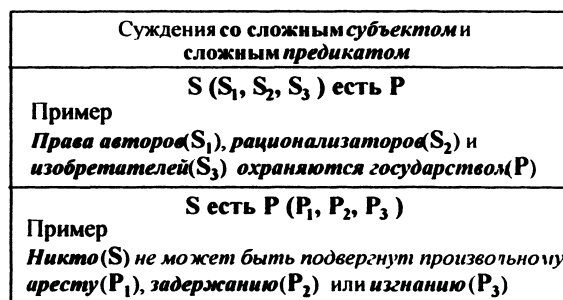 Суждения со сложным субъектом и
сложным предикатом
S (S₁, S₂, S₃ ) есть P
Пример
Права авторов(S₁), рационализаторов(S₂) и
изобретателей(S₃) охраняются государством(P)
S есть P (P₁, P₂, P₃ )
Пример
Никто(S) не может быть подвергнут произвольному
аресту(P₁), задержанию(P₂) или изгнанию(P₃)